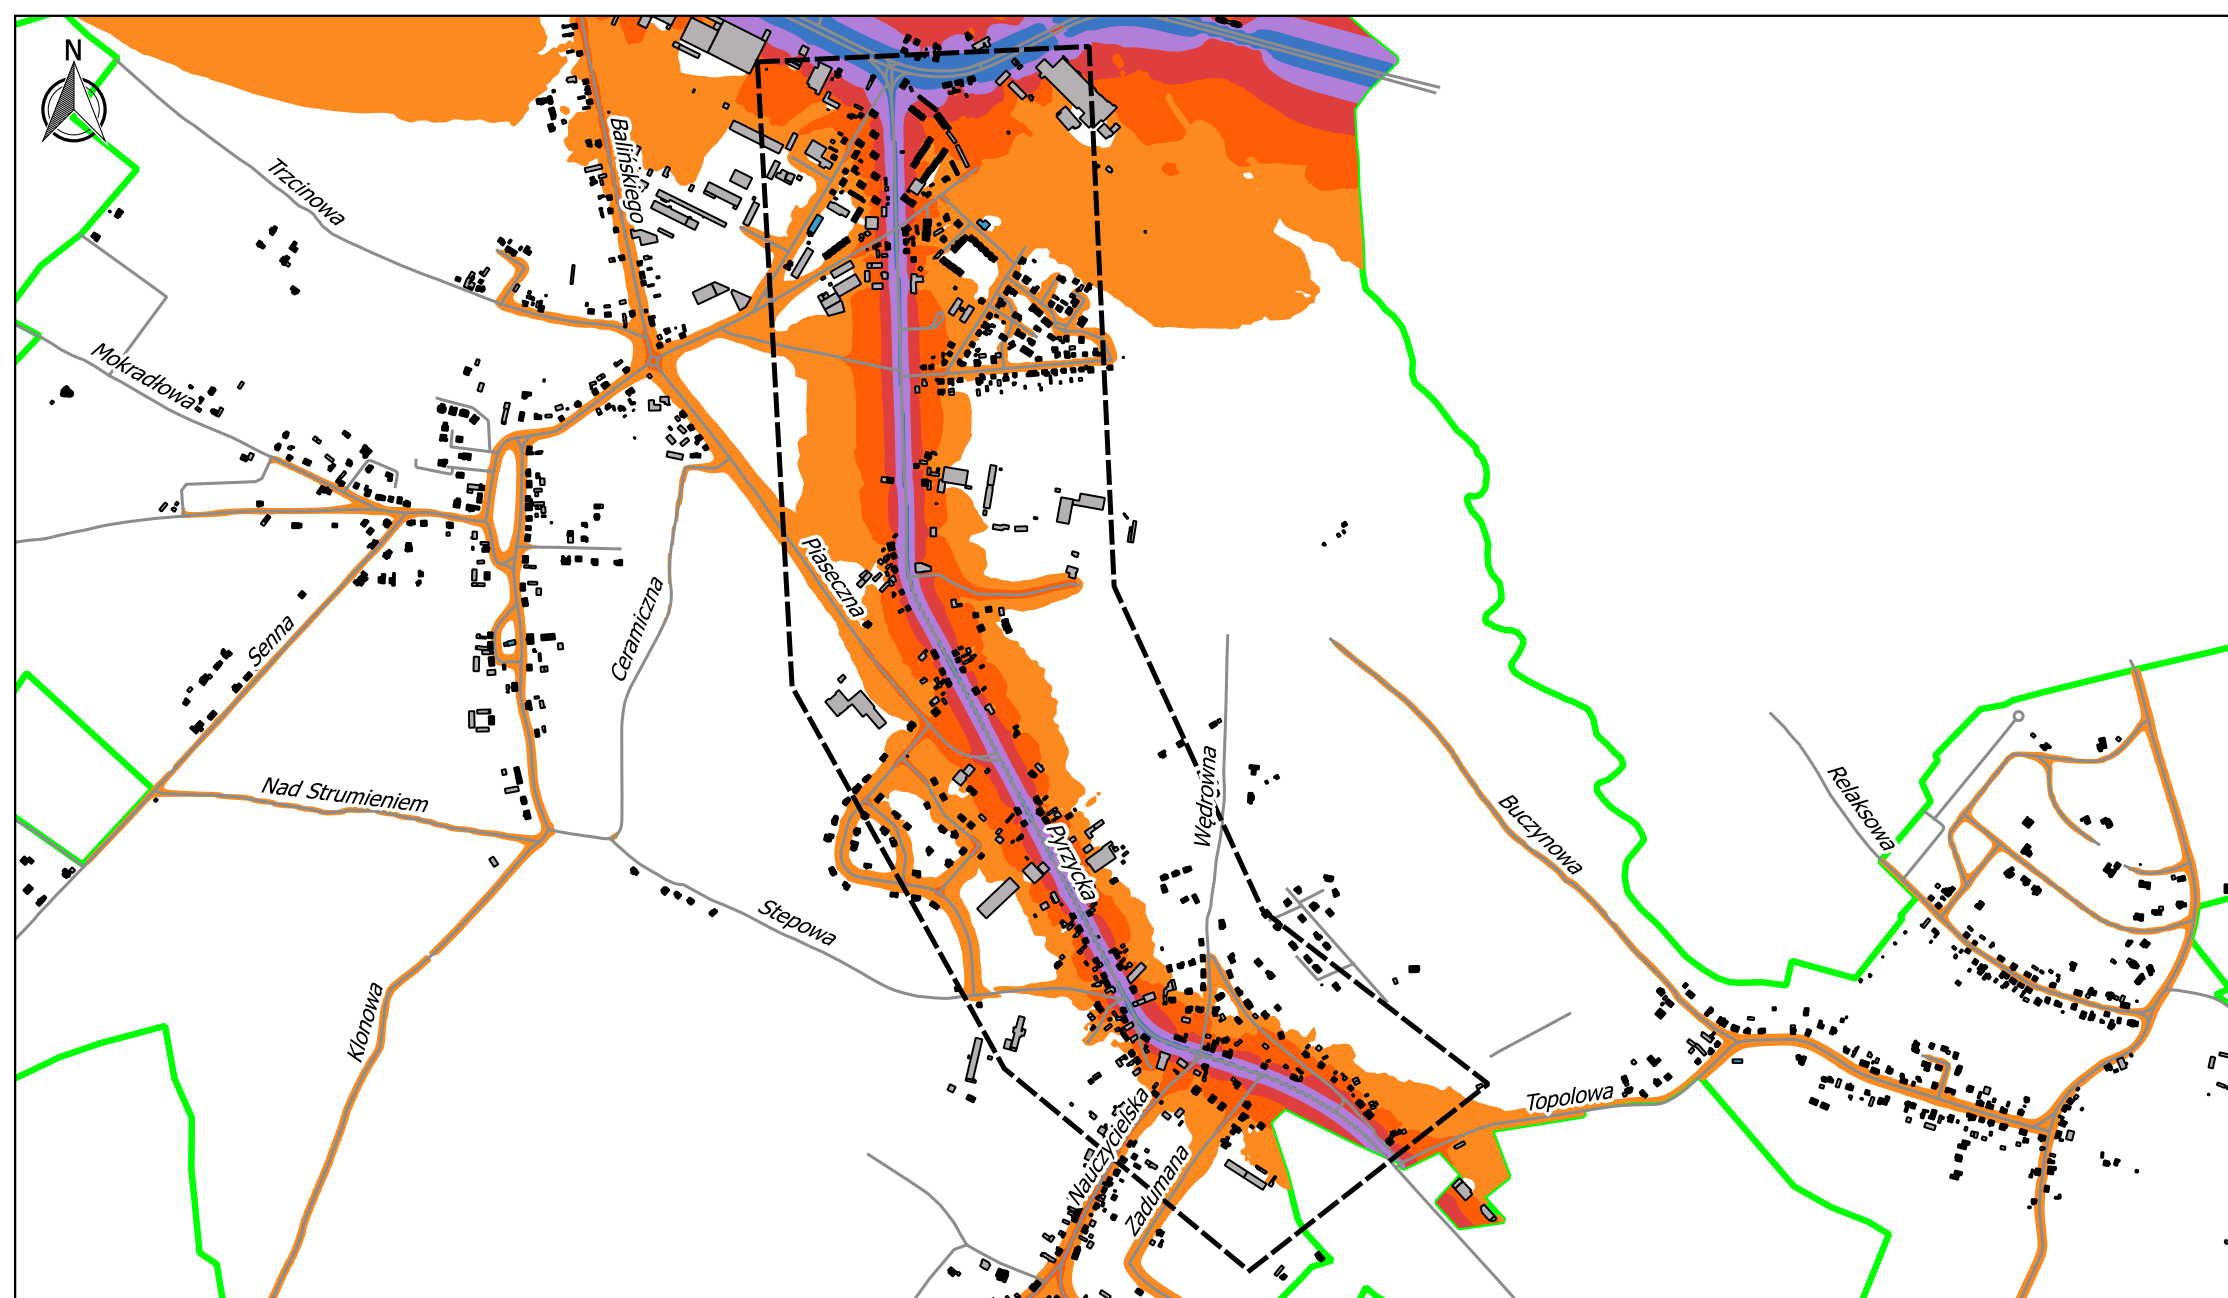 N
Balińskiego
Trzcinowa
Mokradłowa
Piaseczna
Ceramiczna
Senna
Nad Strumieniem
Wędrowna
Relaksowa
Buczynowa
Pyrzycka
Stepowa
Klonowa
Topolowa
Nauczycielska
Zadumana